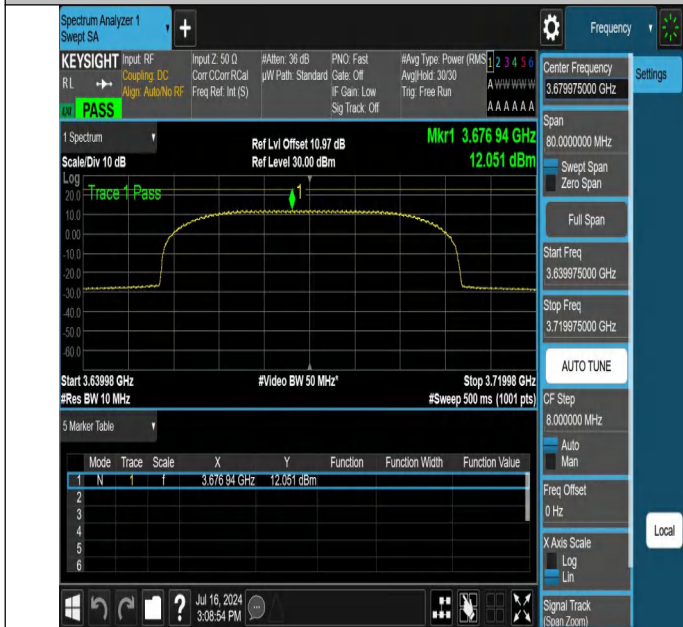 Spectrum Analyzer 1
Swept SA
+
Frequency
KEYSIGHT Input: RF
RL
Coupling: DC
Align: Auto/No RF
Input Z: 50 Ω
Corr CCorr RCal
Freq Ref: Int (S)
#Atten: 36 dB
µW Path: Standard
PNO: Fast
Gate: Off
IF Gain: Low
Sig Track: Off
#Avg Type: Power (RMS
Avg|Hold: 30/30
Trig: Free Run
1 2 3 4 5 6
A W W W W W
A A A A A A
PASS
1 Spectrum
Scale/Div 10 dB
Ref Lvl Offset 10.97 dB
Ref Level 30.00 dBm
Mkr1 3.676 94 GHz
12.051 dBm
Log
Trace 1 Pass
1
20.0
10.0
0.00
-10.0
-20.0
-30.0
-40.0
-50.0
-60.0
Start 3.63998 GHz
#Res BW 10 MHz
#Video BW 50 MHz*
Stop 3.71998 GHz
#Sweep 500 ms (1001 pts)
5 Marker Table
Mode Trace Scale X Y Function Function Width Function Value
1 N 1 f 3.676 94 GHz 12.051 dBm
2
3
4
5
6
Jul 16, 2024
3:08:54 PM
?
Center Frequency
3.679975000 GHz
Settings
Span
80.0000000 MHz
Swept Span
Zero Span
Full Span
Start Freq
3.639975000 GHz
Stop Freq
3.719975000 GHz
AUTO TUNE
CF Step
8.000000 MHz
Auto
Man
Freq Offset
0 Hz
X Axis Scale
Log
Lin
Local
Signal Track
(Span Zoom)